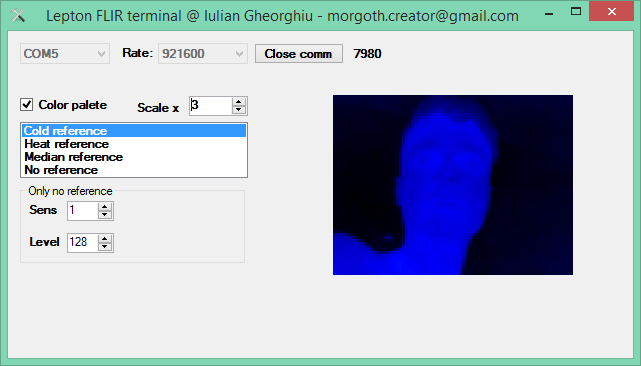 Lepton FLIR terminal @ Iulian Gheorghiu - morgoth.creator@gmail.com
COM5 Rate: 921600 Close comm 7980
Color palete Scale x 3
Cold reference
Heat reference
Median reference
No reference
Only no reference
Sens 1
Level 128